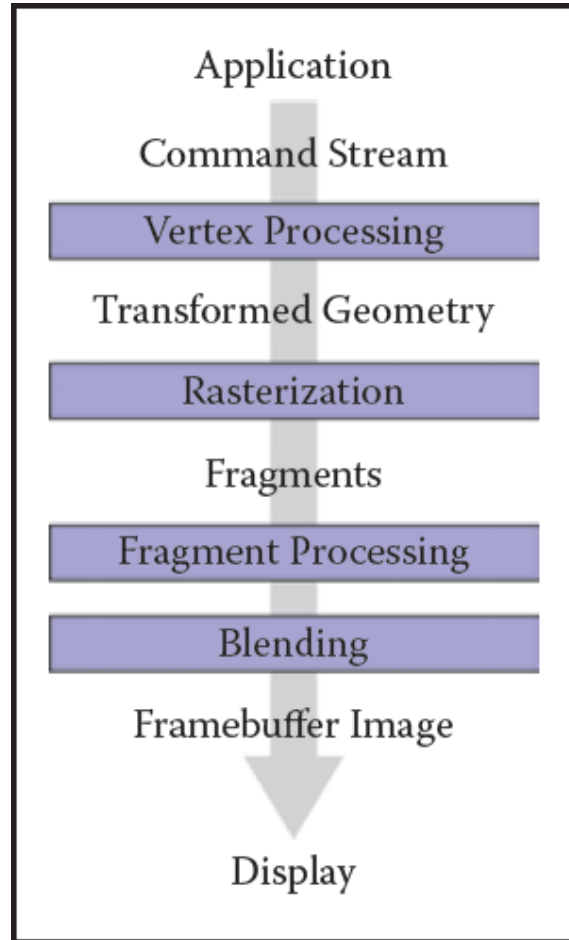 Application
Command Stream
Vertex Processing
Transformed Geometry
Rasterization
Fragments
Fragment Processing
Blending
Framebuffer Image
Display